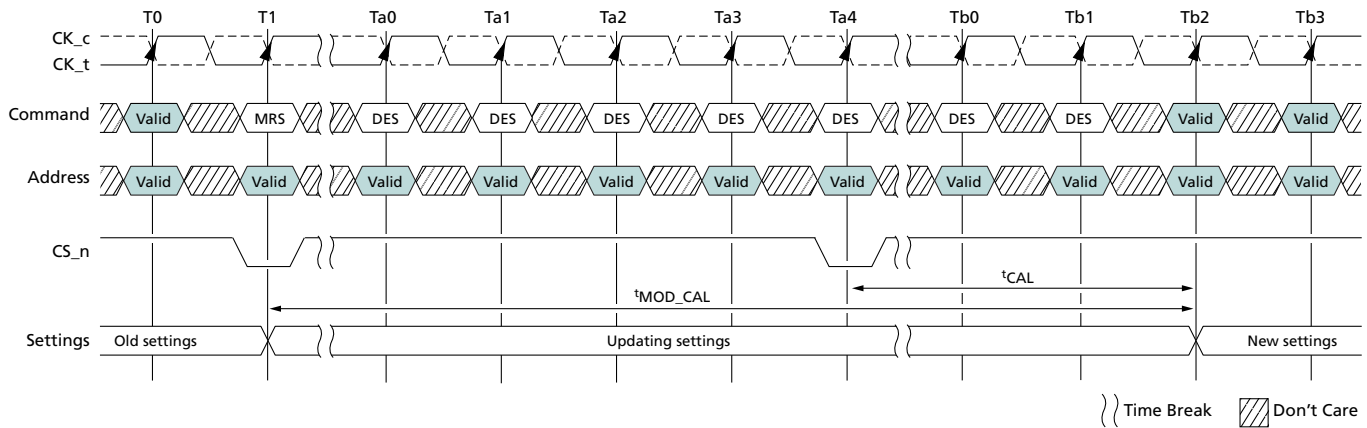 T0 T1 Ta0 Ta1 Ta2 Ta3 Ta4 Tb0 Tb1 Tb2 Tb3
CK_c
CK_t
Command Valid MRS DES DES DES DES DES DES DES Valid Valid
Address Valid Valid Valid Valid Valid Valid Valid Valid Valid Valid Valid
CS_n
tCAL
tMOD_CAL
Settings Old settings Updating settings New settings
Time Break Don't Care